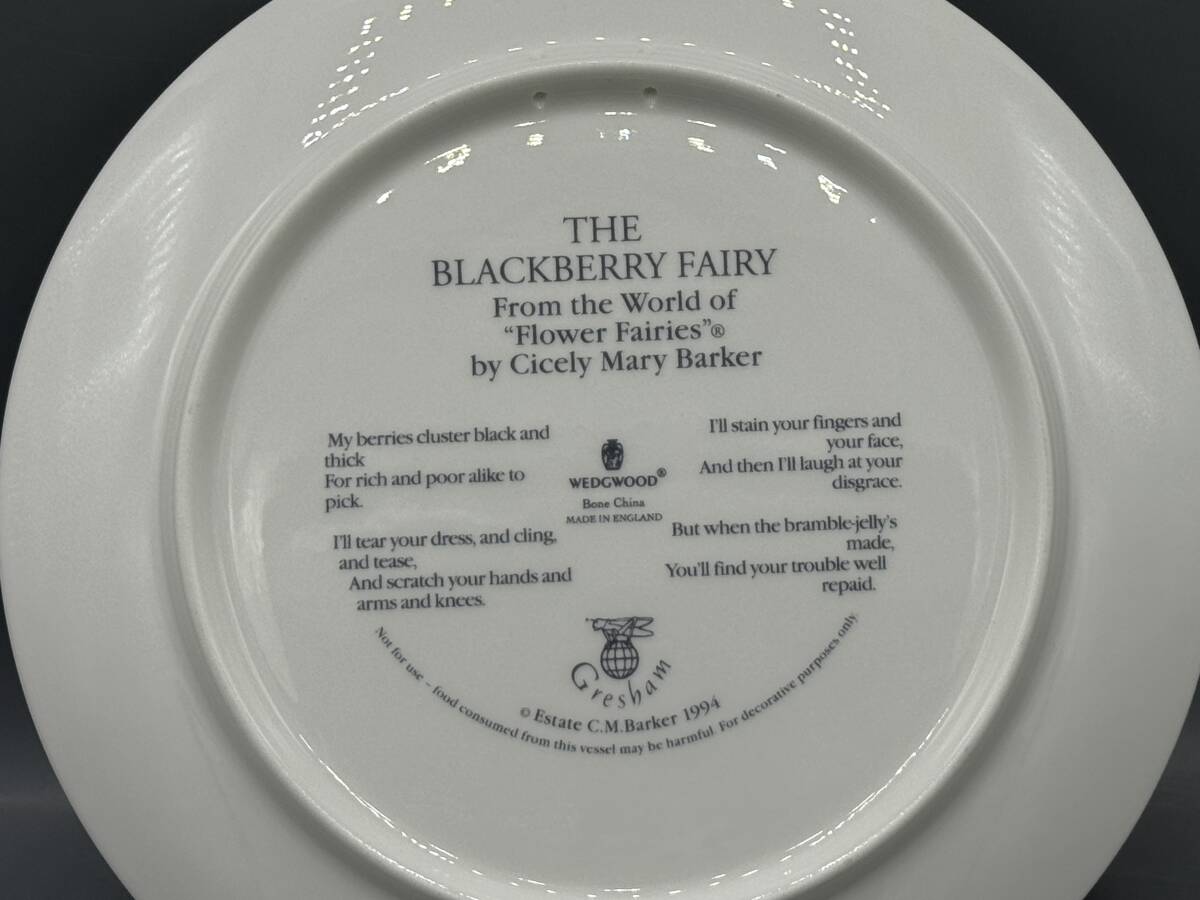 THE
BLACKBERRY FAIRY
From the World of
“Flower Fairies”®
by Cicely Mary Barker
My berries cluster black and
thick
For rich and poor alike to
pick.
I'll tear your dress, and cling,
and tease,
And scratch your hands and
arms and knees.
WEDGWOOD®
Bone China
MADE IN ENGLAND
I'll stain your fingers and
your face,
And then I'll laugh at your
disgrace.
But when the bramble-jelly's
made,
You'll find your trouble well
repaid.
Gresham
© Estate C.M.Barker 1994
Not for use – food consumed from this vessel may be harmful. For decorative purposes only.